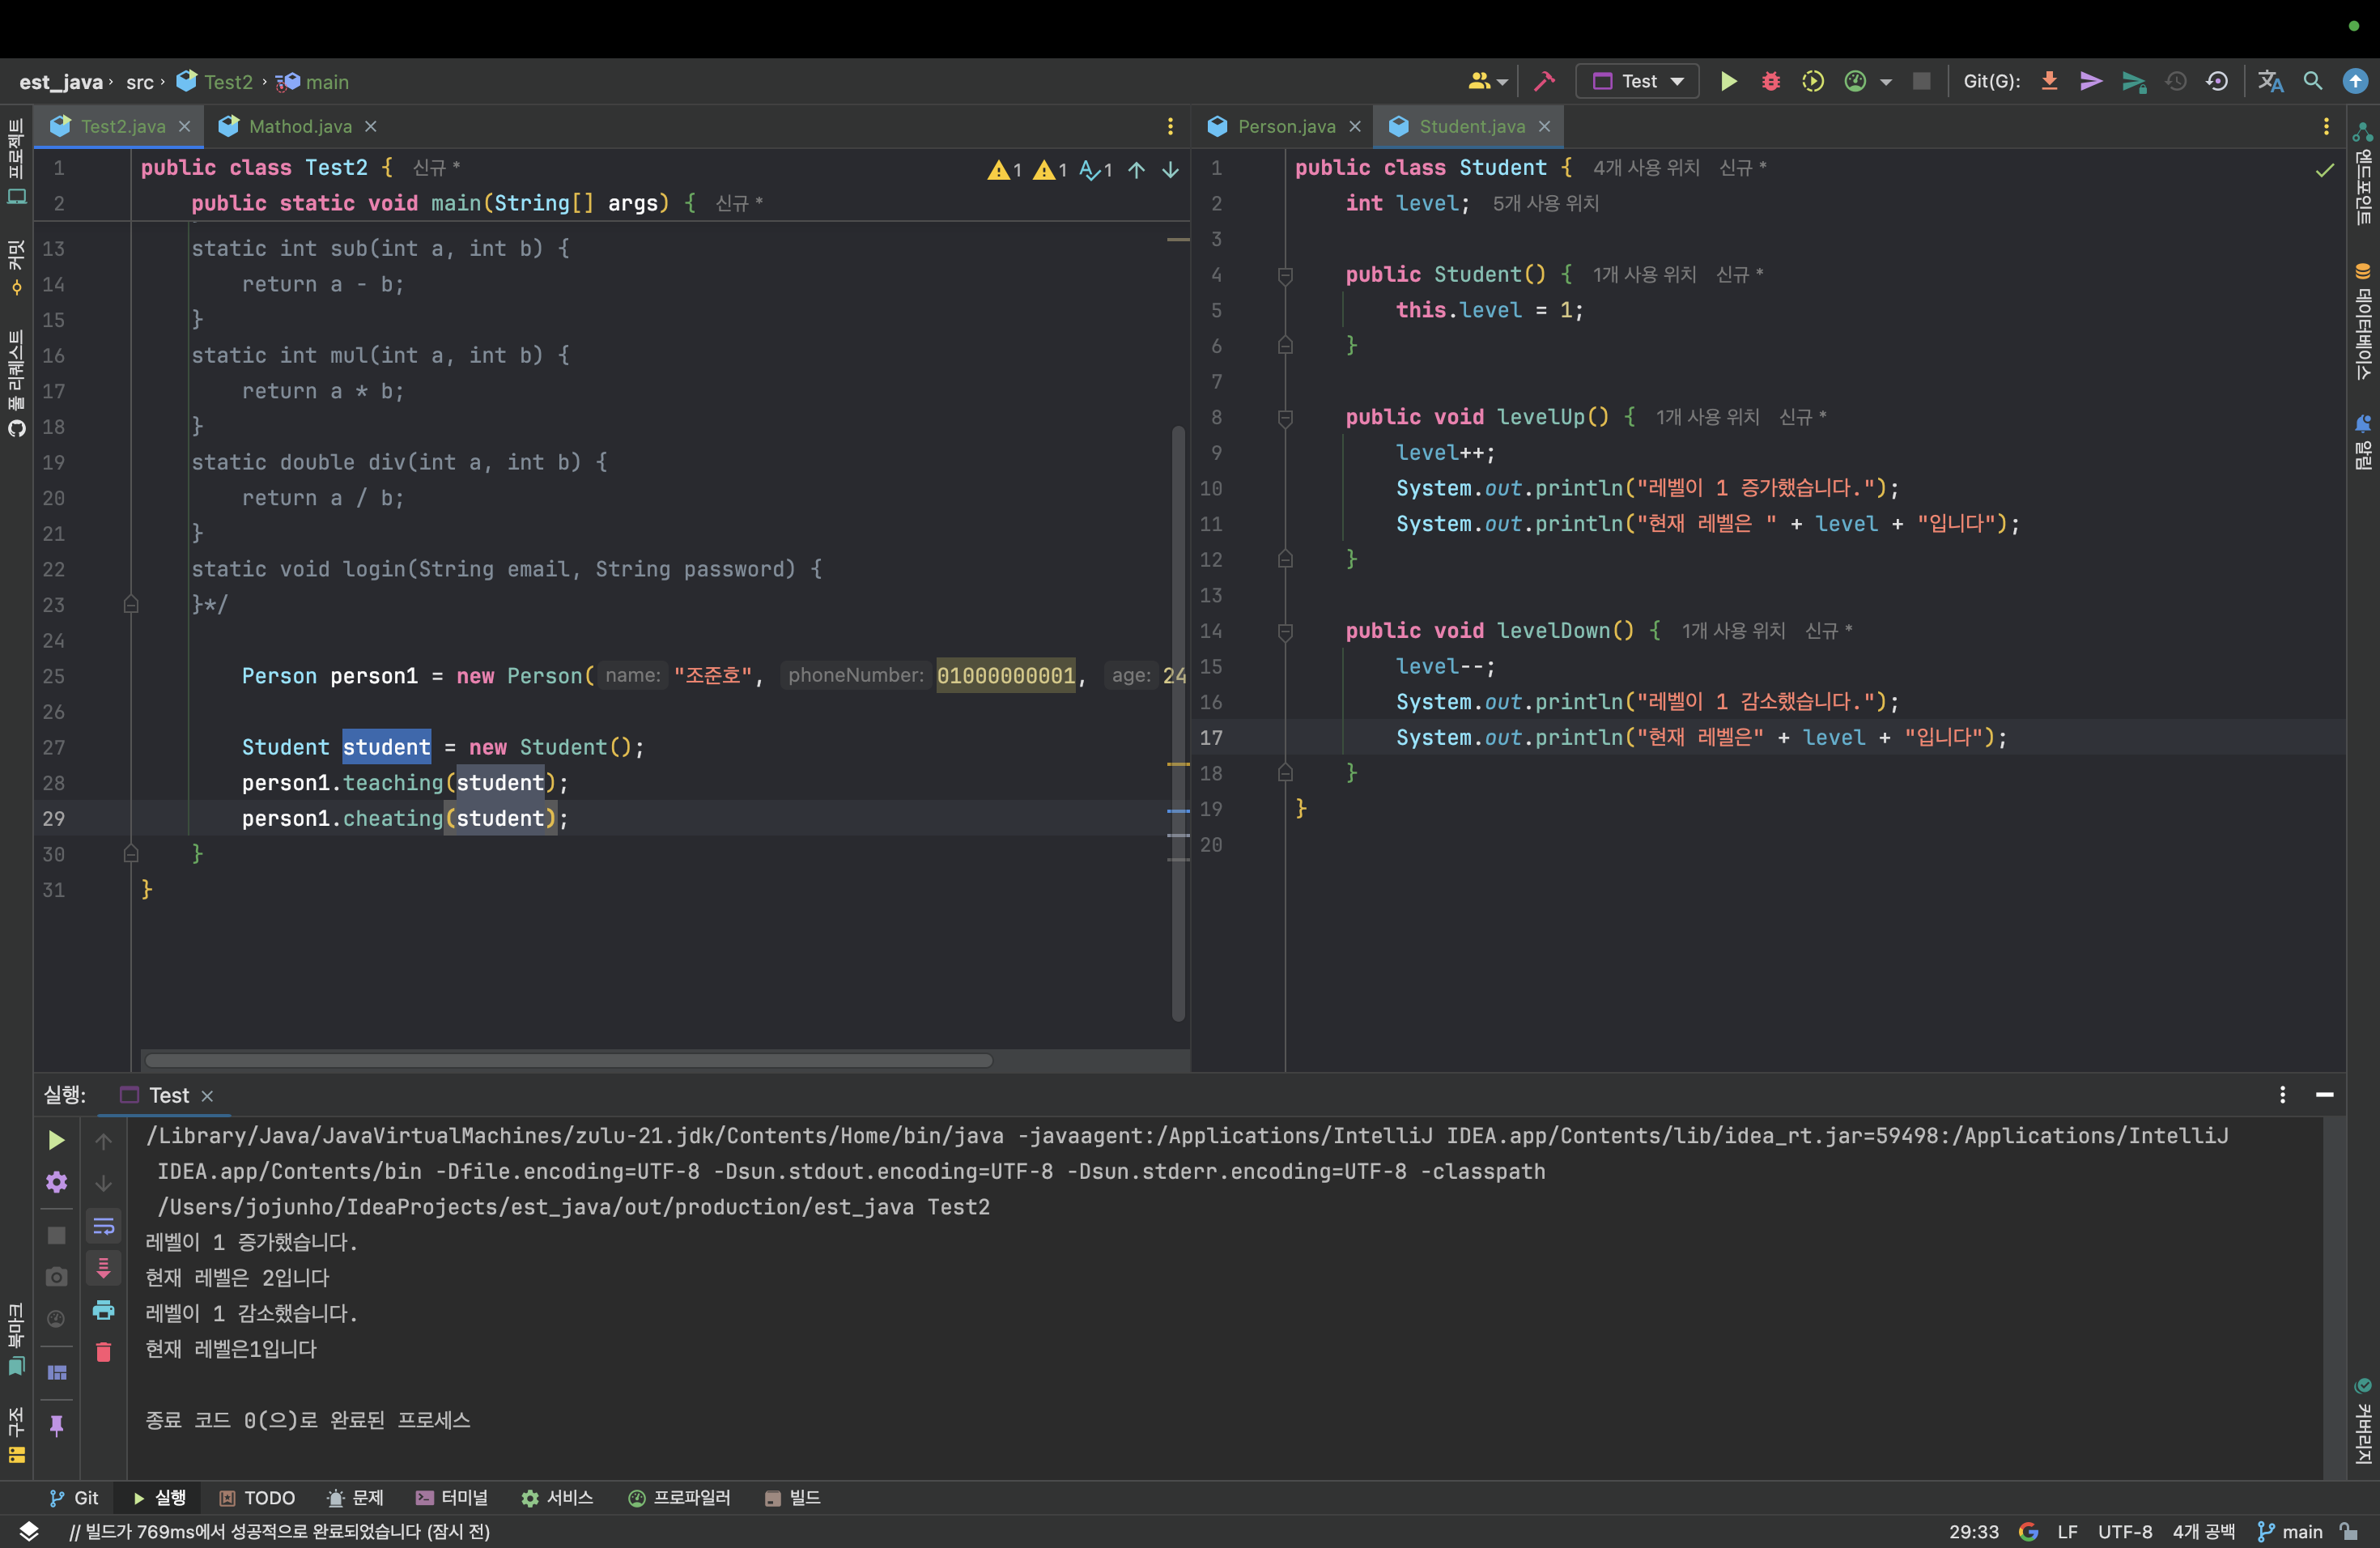 est_java › src › Test2 › main
Test
Git(G):
Test2.java
Mathod.java
Person.java
Student.java
프로젝트
커밋
풀 리퀘스트
북마크
구조
1 public class Test2 { 신규 *
1 1 1
2 public static void main(String[] args) { 신규 *
13 static int sub(int a, int b) {
14 return a - b;
15 }
16 static int mul(int a, int b) {
17 return a * b;
18 }
19 static double div(int a, int b) {
20 return a / b;
21 }
22 static void login(String email, String password) {
23 }*/
24
25 Person person1 = new Person( name: "조준호", phoneNumber: 01000000001, age: 24
26
27 Student student = new Student();
28 person1.teaching(student);
29 person1.cheating(student);
30 }
31 }
1 public class Student { 4개 사용 위치 신규 *
2 int level; 5개 사용 위치
3
4 public Student() { 1개 사용 위치 신규 *
5 this.level = 1;
6 }
7
8 public void levelUp() { 1개 사용 위치 신규 *
9 level++;
10 System.out.println("레벨이 1 증가했습니다.");
11 System.out.println("현재 레벨은 " + level + "입니다");
12 }
13
14 public void levelDown() { 1개 사용 위치 신규 *
15 level--;
16 System.out.println("레벨이 1 감소했습니다.");
17 System.out.println("현재 레벨은" + level + "입니다");
18 }
19 }
20
엔드포인트
데이터베이스
알림
커버리지
실행: Test
/Library/Java/JavaVirtualMachines/zulu-21.jdk/Contents/Home/bin/java -javaagent:/Applications/IntelliJ IDEA.app/Contents/lib/idea_rt.jar=59498:/Applications/IntelliJ
IDEA.app/Contents/bin -Dfile.encoding=UTF-8 -Dsun.stdout.encoding=UTF-8 -Dsun.stderr.encoding=UTF-8 -classpath
/Users/jojunho/IdeaProjects/est_java/out/production/est_java Test2
레벨이 1 증가했습니다.
현재 레벨은 2입니다
레벨이 1 감소했습니다.
현재 레벨은1입니다
종료 코드 0(으)로 완료된 프로세스
Git 실행 TODO 문제 터미널 서비스 프로파일러 빌드
// 빌드가 769ms에서 성공적으로 완료되었습니다 (잠시 전)
29:33 LF UTF-8 4개 공백 main